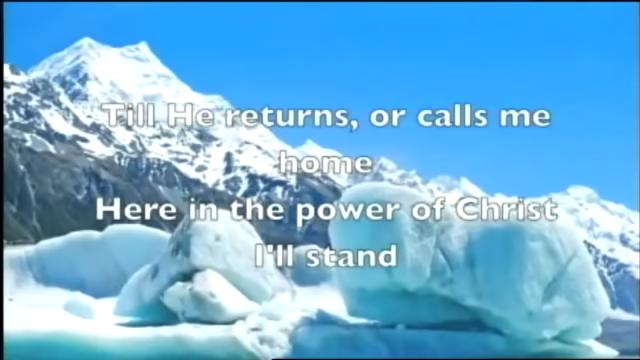 Till He returns, or calls me
home
Here in the power of Christ
I'll stand